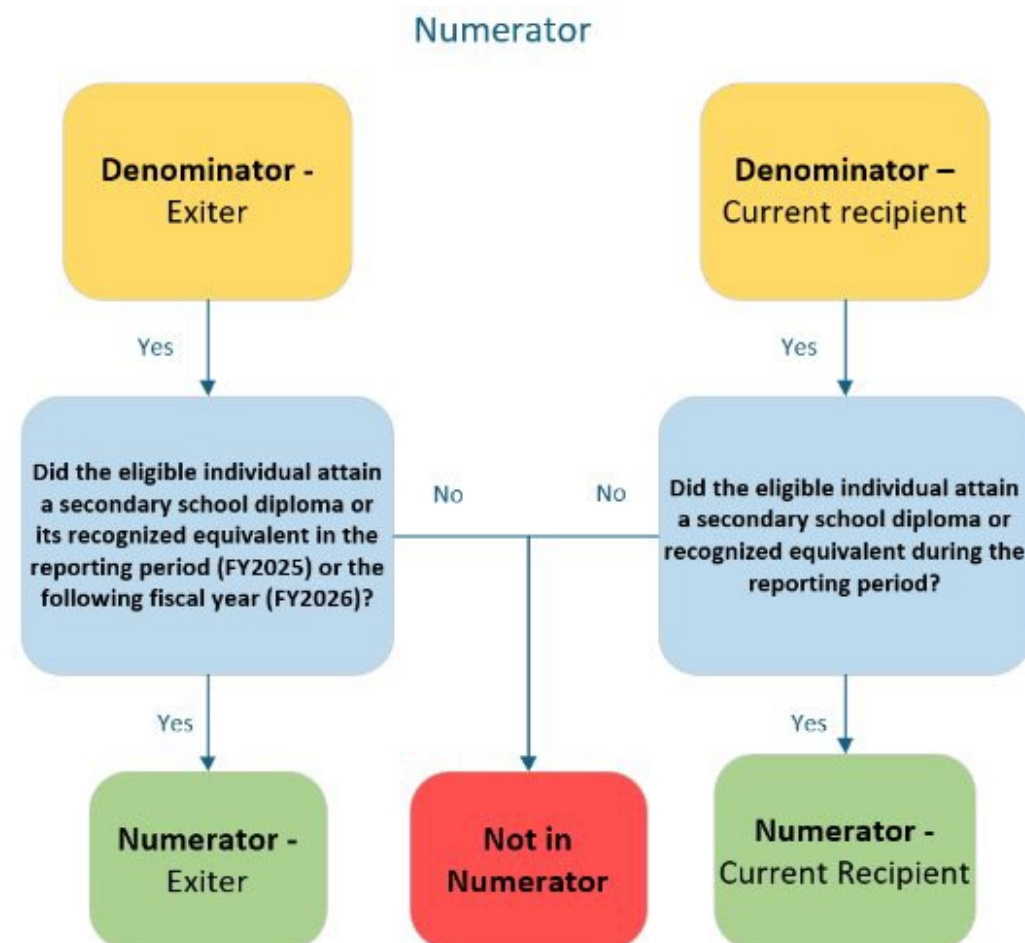 Numerator
Denominator -
Exiter
Denominator –
Current recipient
Yes
Yes
Did the eligible individual attain
a secondary school diploma or
its recognized equivalent in the
reporting period (FY2025) or the
following fiscal year (FY2026)?
No
No
Did the eligible individual attain
a secondary school diploma or
recognized equivalent during the
reporting period?
Yes
Yes
Numerator -
Exiter
Not in
Numerator
Numerator -
Current Recipient